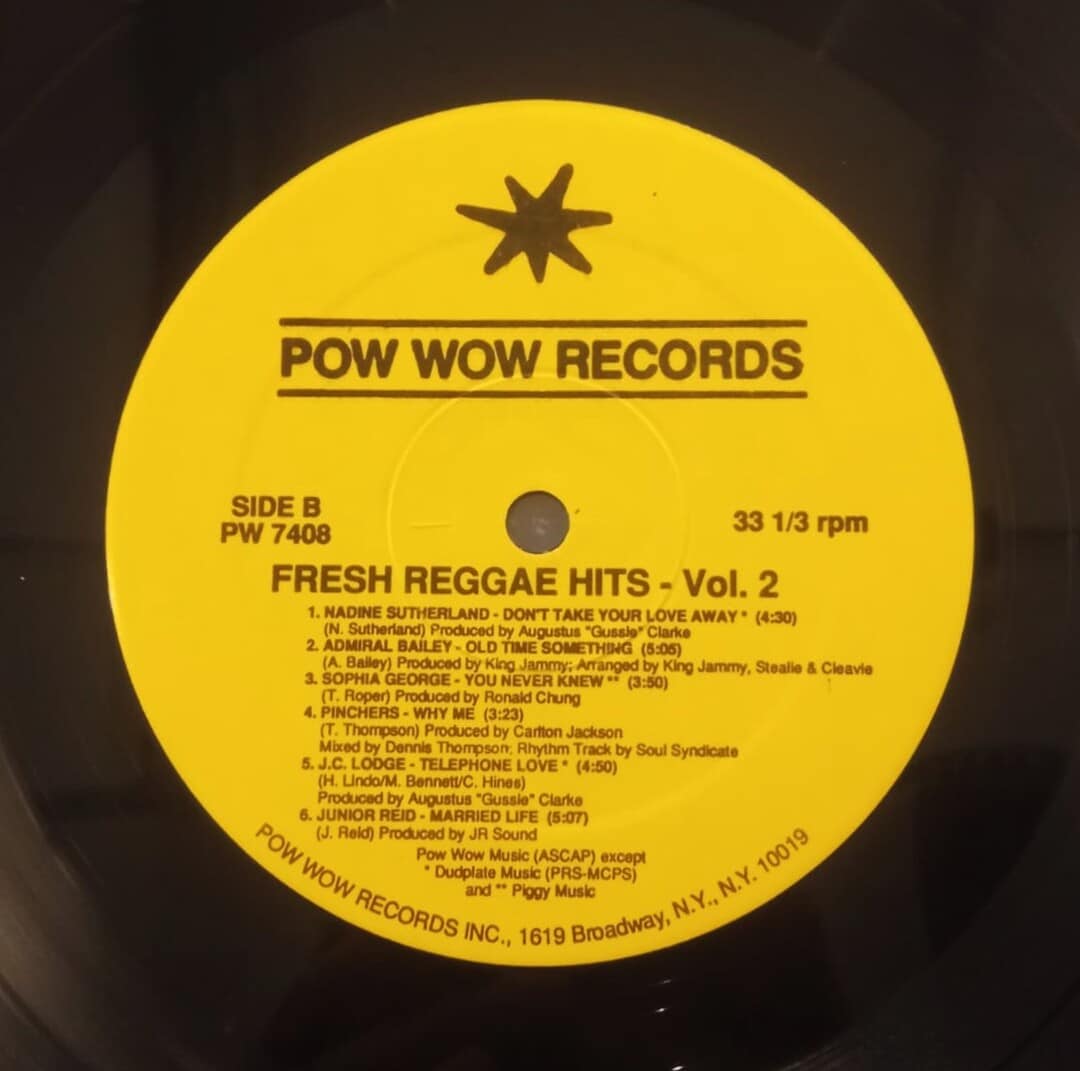 POW WOW RECORDS
SIDE B
PW 7408
33 1/3 rpm
FRESH REGGAE HITS - Vol. 2
1. NADINE SUTHERLAND - DON'T TAKE YOUR LOVE AWAY * (4:30)
(N. Sutherland) Produced by Augustus "Gussie" Clarke
2. ADMIRAL BAILEY - OLD TIME SOMETHING (5:05)
(A. Bailey) Produced by King Jammy; Arranged by King Jammy, Stealie & Cleavie
3. SOPHIA GEORGE - YOU NEVER KNEW ** (3:50)
(T. Roper) Produced by Ronald Chung
4. PINCHERS - WHY ME (3:23)
(T. Thompson) Produced by Carlton Jackson
Mixed by Dennis Thompson; Rhythm Track by Soul Syndicate
5. J.C. LODGE - TELEPHONE LOVE * (4:50)
(H. Lindo/M. Bennett/C. Hines)
Produced by Augustus "Gussie" Clarke
6. JUNIOR REID - MARRIED LIFE (5:07)
(J. Reid) Produced by JR Sound
Pow Wow Music (ASCAP) except
* Dudplate Music (PRS-MCPS)
and ** Piggy Music
POW WOW RECORDS INC., 1619 Broadway, N.Y., N.Y. 10019